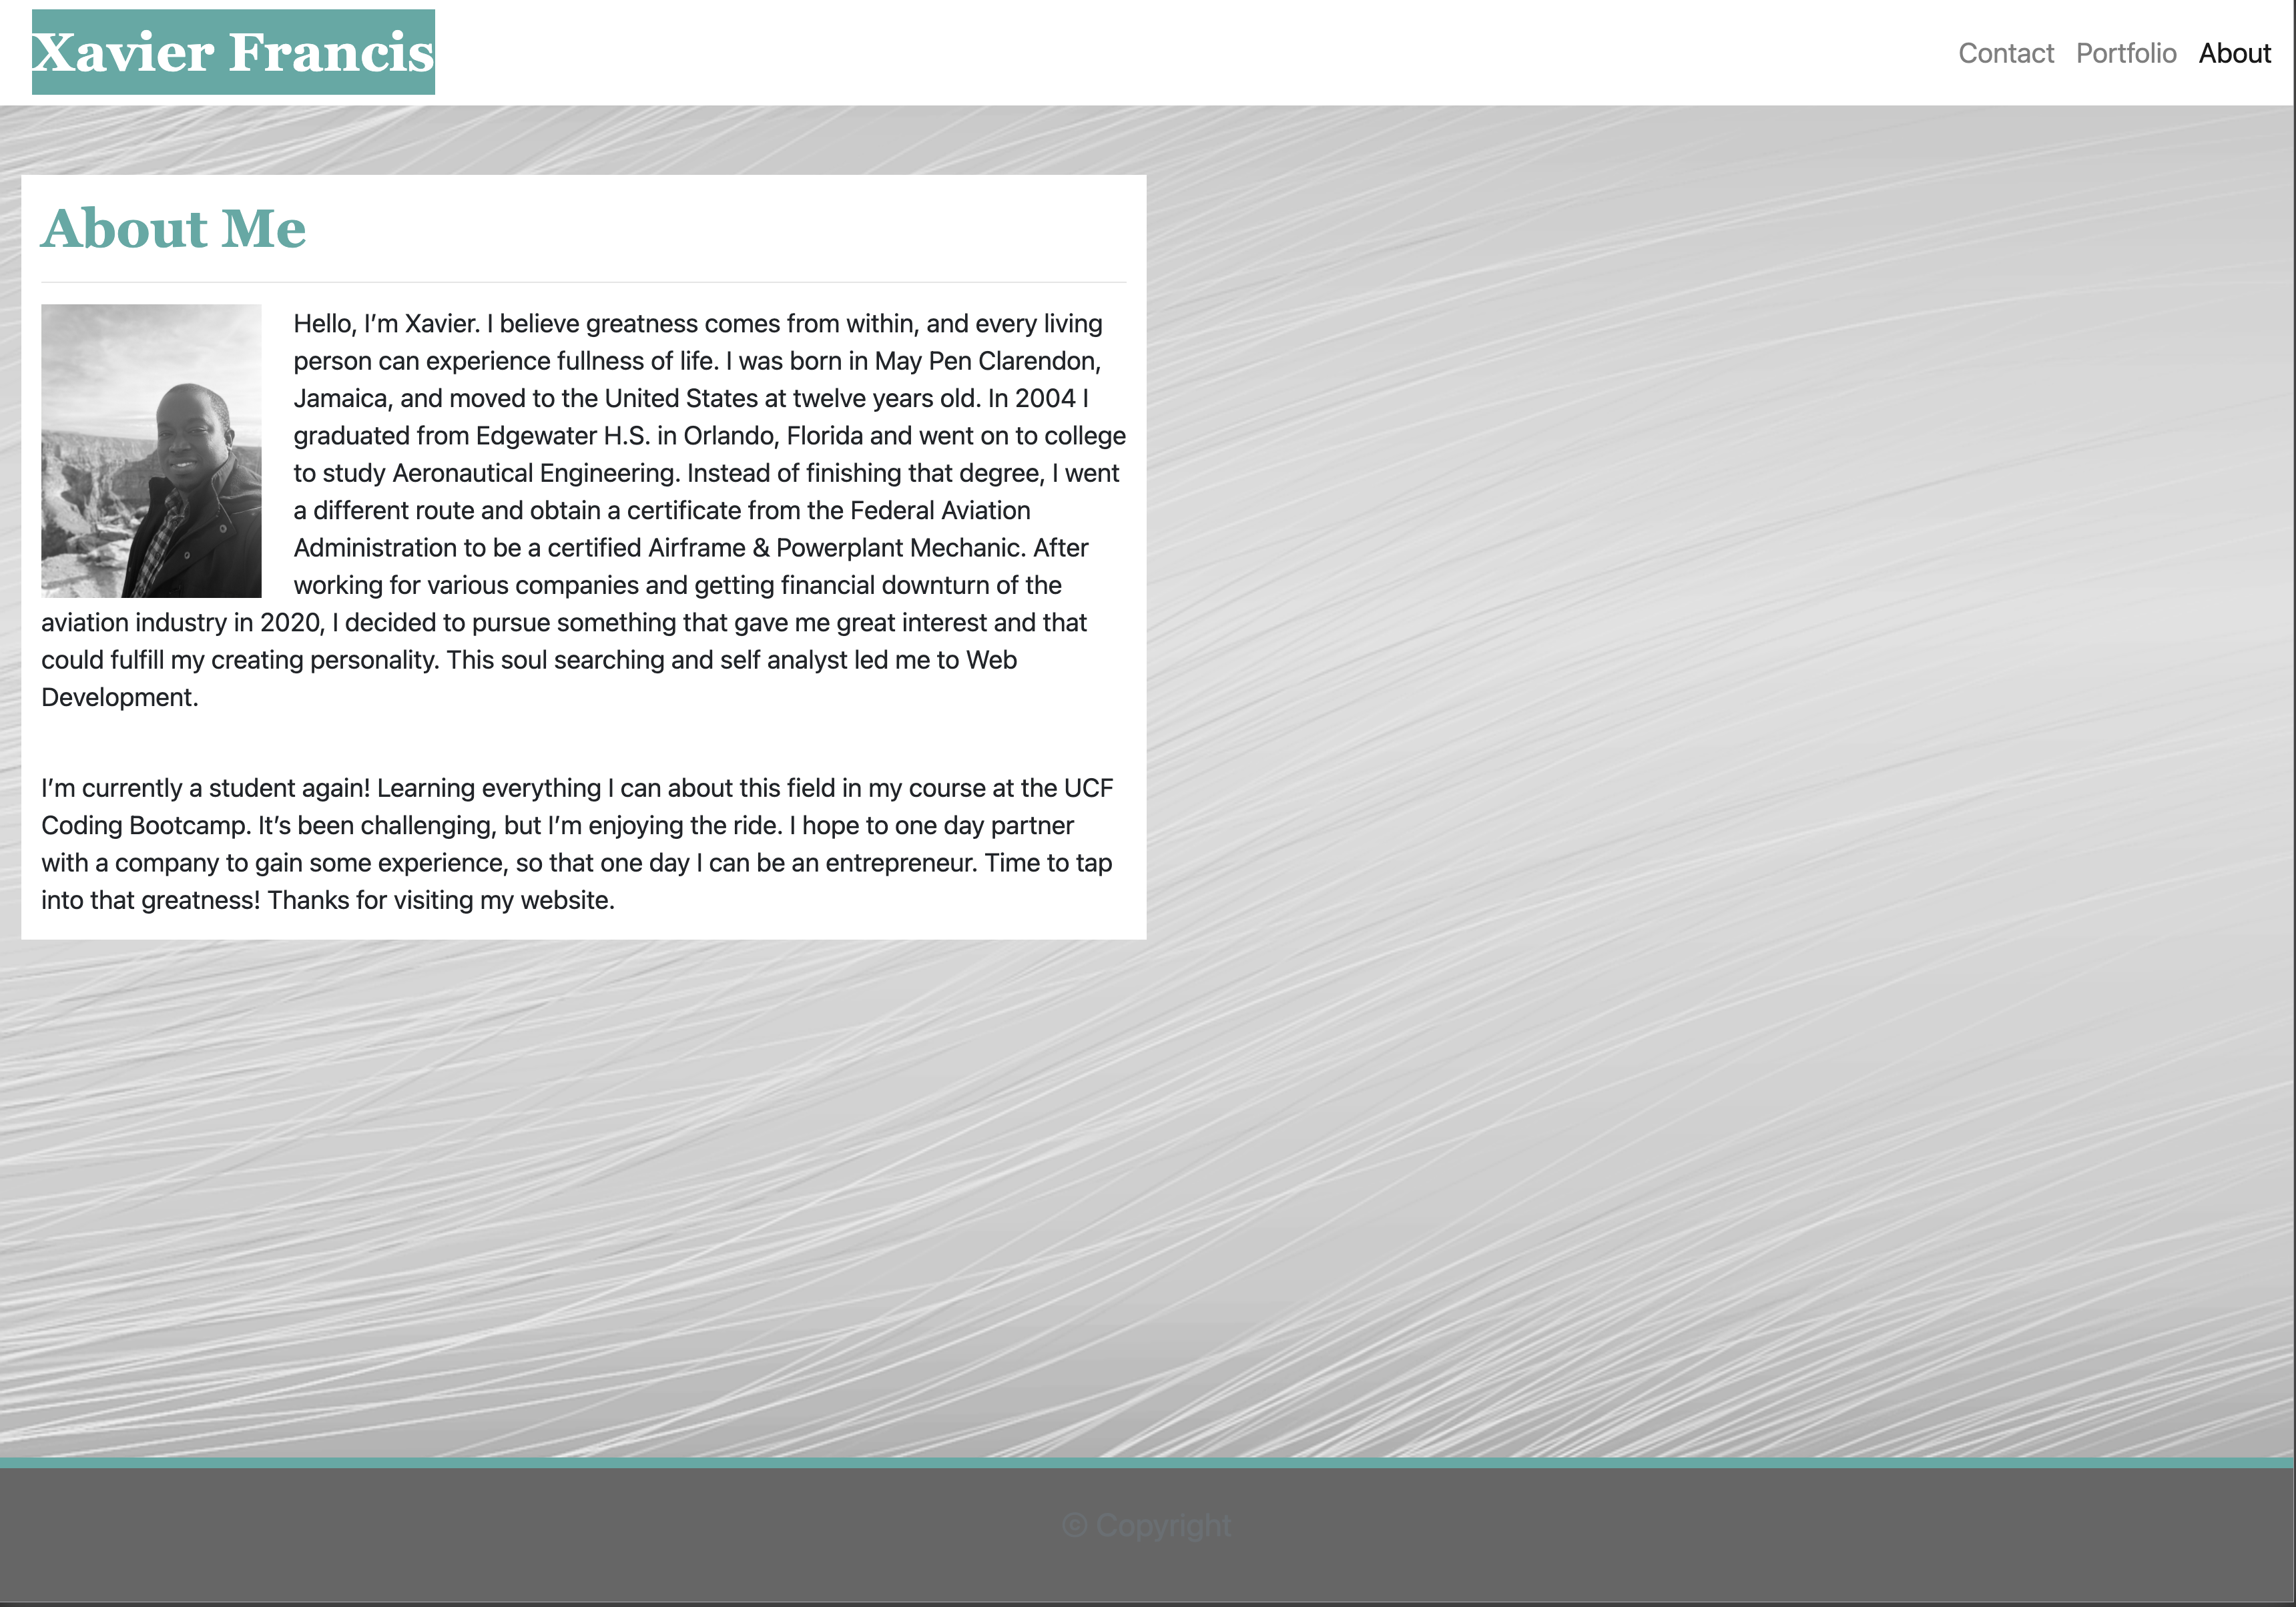 Xavier Francis
Contact Portfolio About
About Me
Hello, I’m Xavier. I believe greatness comes from within, and every living
person can experience fullness of life. I was born in May Pen Clarendon,
Jamaica, and moved to the United States at twelve years old. In 2004 I
graduated from Edgewater H.S. in Orlando, Florida and went on to college
to study Aeronautical Engineering. Instead of finishing that degree, I went
a different route and obtain a certificate from the Federal Aviation
Administration to be a certified Airframe & Powerplant Mechanic. After
working for various companies and getting financial downturn of the
aviation industry in 2020, I decided to pursue something that gave me great interest and that
could fulfill my creating personality. This soul searching and self analyst led me to Web
Development.
I’m currently a student again! Learning everything I can about this field in my course at the UCF
Coding Bootcamp. It’s been challenging, but I’m enjoying the ride. I hope to one day partner
with a company to gain some experience, so that one day I can be an entrepreneur. Time to tap
into that greatness! Thanks for visiting my website.
© Copyright